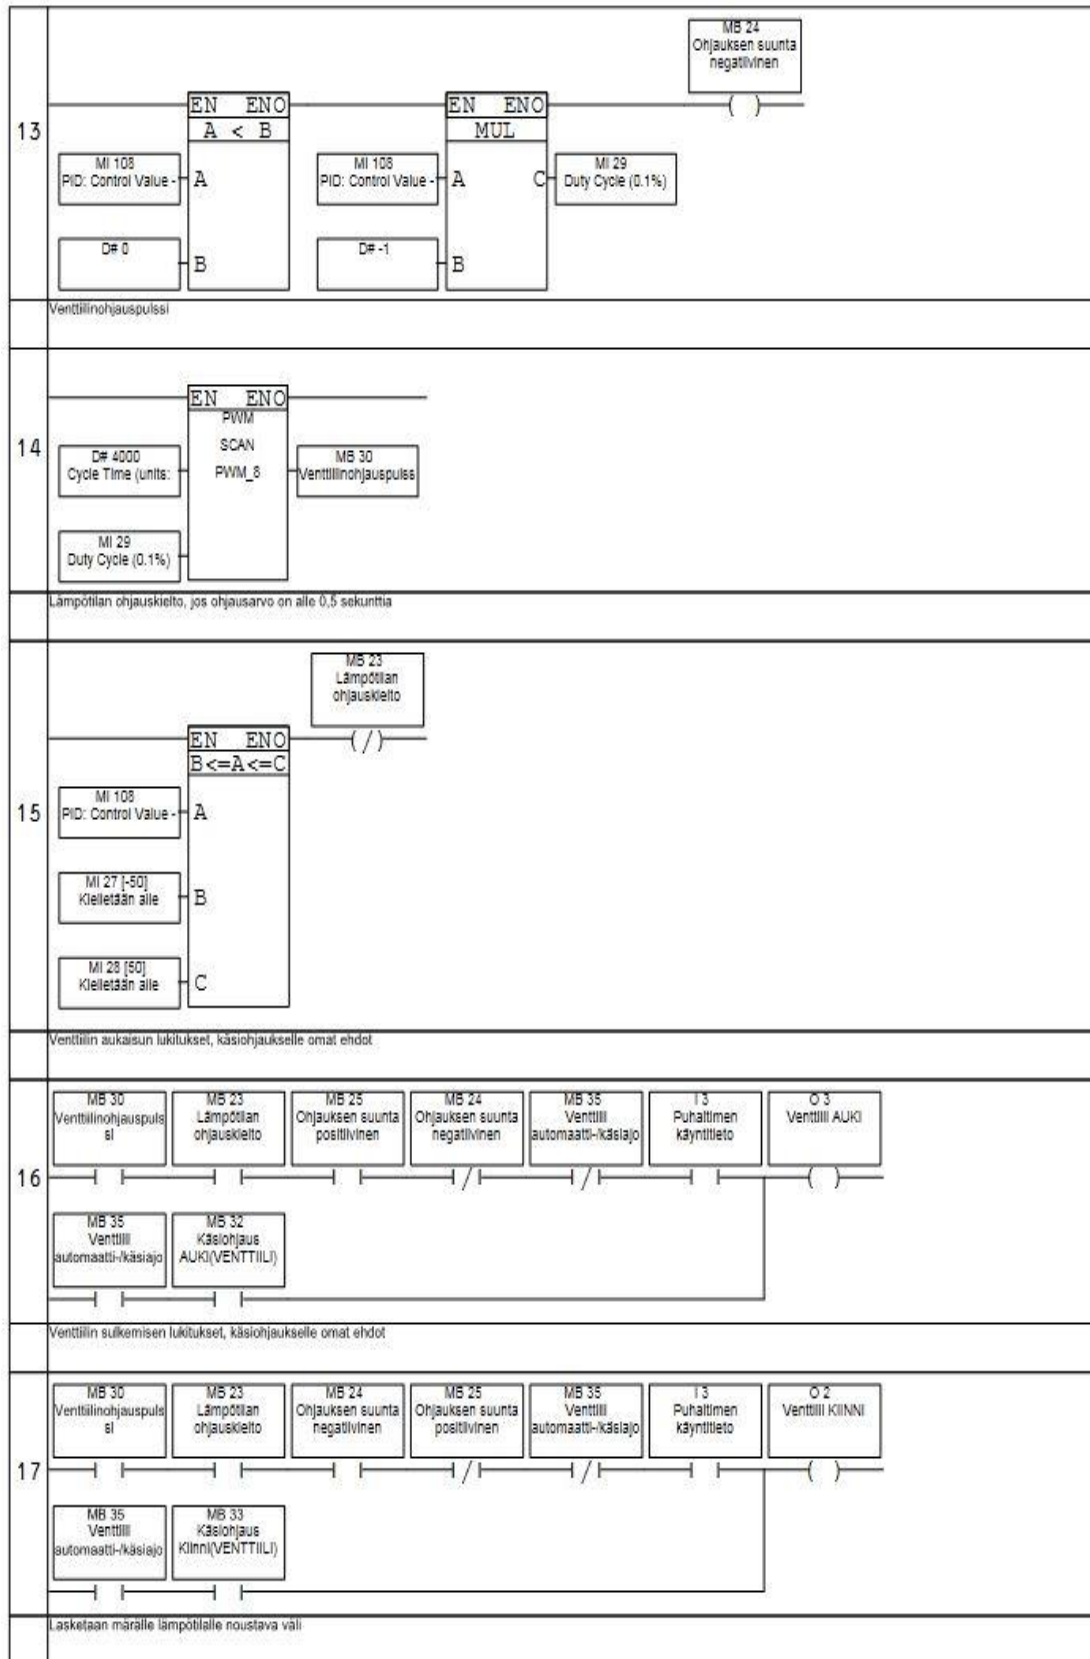 MB 24
Ohjauksen suunta
negatiivinen
13
EN ENO
A < B
EN ENO
MUL
( )
MI 108
PID: Control Value -
A
MI 108
PID: Control Value -
A
C
MI 29
Duty Cycle (0.1%)
D# 0
B
D# -1
B
Venttiilinohjauspulssi
14
EN ENO
PWM
SCAN
PWM_8
D# 4000
Cycle Time (units:
MB 30
Venttiilinohjauspulss
MI 29
Duty Cycle (0.1%)
Lämpötilan ohjauskielto, jos ohjausarvo on alle 0,5 sekunttia
MB 23
Lämpötilan
ohjauskielto
15
EN ENO
B<=A<=C
(/)
MI 108
PID: Control Value -
A
MI 27 [-50]
Kielletään alle
B
MI 28 [50]
Kielletään alle
C
Venttiilin aukaisun lukitukset, käsiohjaukselle omat ehdot
16
MB 30
Venttiilinohjauspuls
si
MB 23
Lämpötilan
ohjauskielto
MB 25
Ohjauksen suunta
positiivinen
MB 24
Ohjauksen suunta
negatiivinen
MB 35
Venttiili
automaatti-/käsiajo
I 3
Puhaltimen
käyntitieto
O 3
Venttiili AUKI
MB 35
Venttiili
automaatti-/käsiajo
MB 32
Käsiohjaus
AUKI(VENTTIILI)
Venttiilin sulkemisen lukitukset, käsiohjaukselle omat ehdot
17
MB 30
Venttiilinohjauspuls
si
MB 23
Lämpötilan
ohjauskielto
MB 24
Ohjauksen suunta
negatiivinen
MB 25
Ohjauksen suunta
positiivinen
MB 35
Venttiili
automaatti-/käsiajo
I 3
Puhaltimen
käyntitieto
O 2
Venttiili KIINNI
MB 35
Venttiili
automaatti-/käsiajo
MB 33
Käsiohjaus
Kiinni(VENTTIILI)
Lasketaan märälle lämpötilalle noustava väli